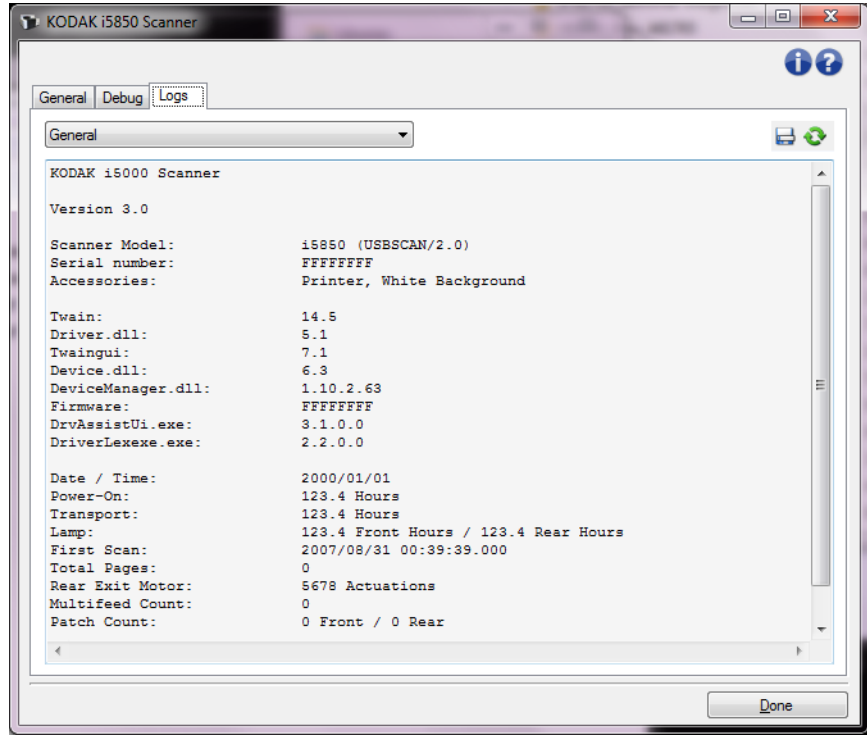 KODAK i5850 Scanner
General Debug Logs
General
KODAK i5000 Scanner
Version 3.0
Scanner Model: i5850 (USBSCAN/2.0)
Serial number: FFFFFFFF
Accessories: Printer, White Background
Twain: 14.5
Driver.dll: 5.1
Twaingui: 7.1
Device.dll: 6.3
DeviceManager.dll: 1.10.2.63
Firmware: FFFFFFFF
DrvAssistUi.exe: 3.1.0.0
DriverLexexe.exe: 2.2.0.0
Date / Time: 2000/01/01
Power-On: 123.4 Hours
Transport: 123.4 Hours
Lamp: 123.4 Front Hours / 123.4 Rear Hours
First Scan: 2007/08/31 00:39:39.000
Total Pages: 0
Rear Exit Motor: 5678 Actuations
Multifeed Count: 0
Patch Count: 0 Front / 0 Rear
Done